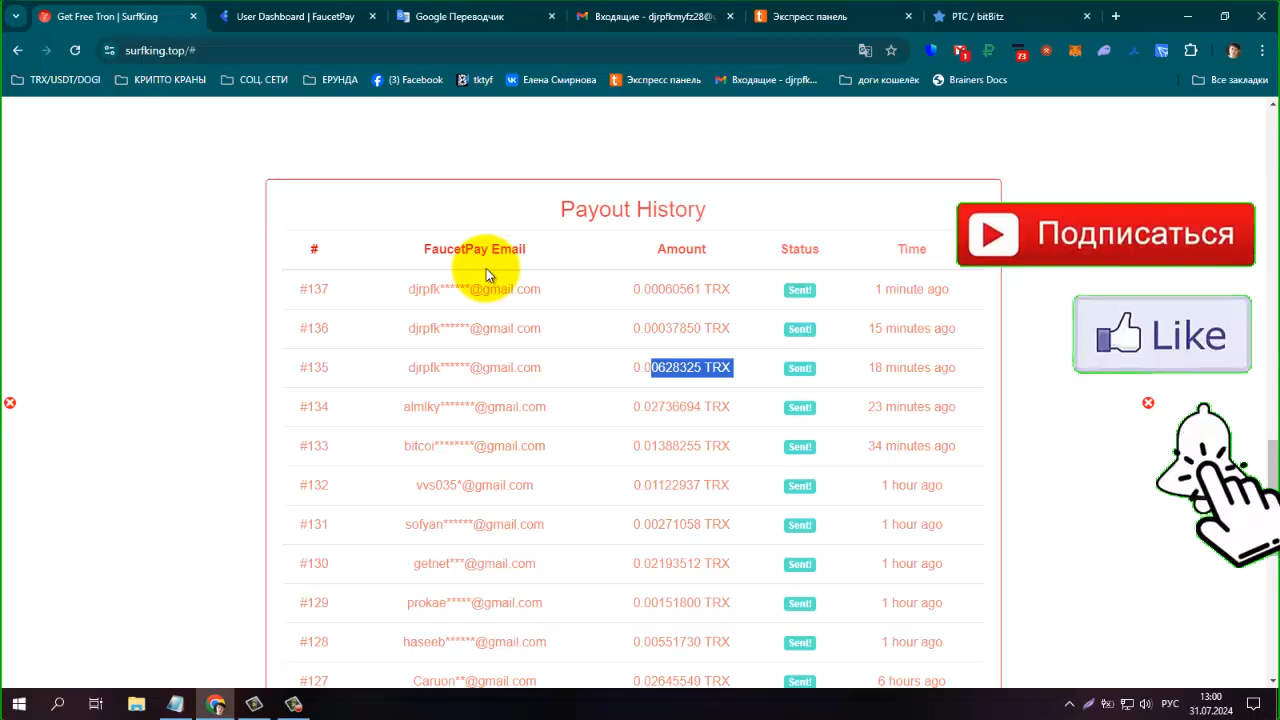 Get Free Tron | SurfKing
User Dashboard | FaucetPay
Google Переводчик
Входящие - djrpfkmyfz28@
Экспресс панель
PTC / bitBitz
surfking.top/#
1
73
TRX/USDT/DOGI
КРИПТО КРАНЫ
СОЦ. СЕТИ
ЕРУНДА
(3) Facebook
tktyf
Елена Смирнова
Экспресс панель
Входящие - djrpfk...
доги кошелёк
Brainers Docs
Все закладки
Payout History
# FaucetPay Email Amount Status Time
#137 djrpfk******@gmail.com 0.00060561 TRX Sent! 1 minute ago
#136 djrpfk******@gmail.com 0.00037850 TRX Sent! 15 minutes ago
#135 djrpfk******@gmail.com 0.00628325 TRX Sent! 18 minutes ago
#134 almlky*******@gmail.com 0.02736694 TRX Sent! 23 minutes ago
#133 bitcoi********@gmail.com 0.01388255 TRX Sent! 34 minutes ago
#132 vvs035*@gmail.com 0.01122937 TRX Sent! 1 hour ago
#131 sofyan******@gmail.com 0.00271058 TRX Sent! 1 hour ago
#130 getnet***@gmail.com 0.02193512 TRX Sent! 1 hour ago
#129 prokae*****@gmail.com 0.00151800 TRX Sent! 1 hour ago
#128 haseeb******@gmail.com 0.00551730 TRX Sent! 1 hour ago
#127 Caruon**@gmail.com 0.02645549 TRX Sent! 6 hours ago
Подписаться
Like
РУС
13:00
31.07.2024